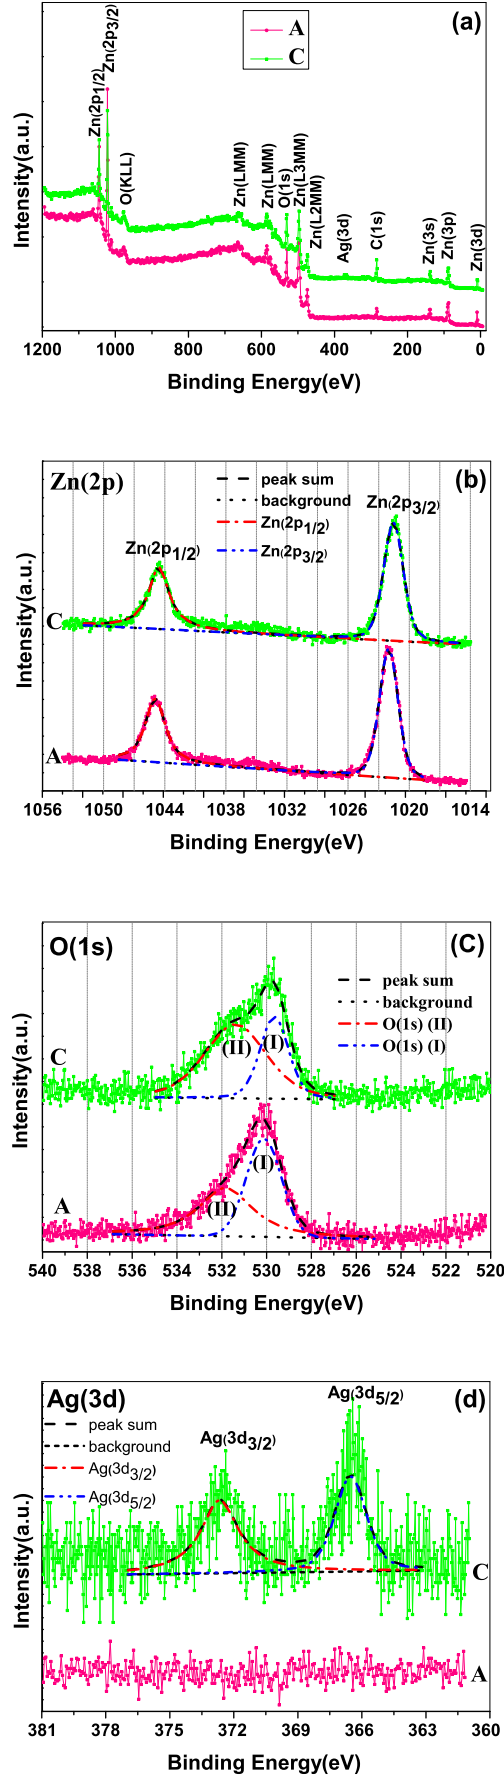 (a)
A
C
Zn(2p1/2)
Zn(2p3/2)
O(KLL)
Zn(LMM)
Zn(LMM)
O(1s)
Zn(L3MM)
Zn(L2MM)
Ag(3d)
C(1s)
Zn(3s)
Zn(3p)
Zn(3d)
Intensity(a.u.)
1200 1000 800 600 400 200 0
Binding Energy(eV)
Zn(2p)
(b)
peak sum
background
Zn(2p1/2)
Zn(2p3/2)
Zn(2p1/2)
Zn(2p3/2)
C
A
Intensity(a.u.)
1056 1050 1044 1038 1032 1026 1020 1014
Binding Energy(eV)
O(1s)
(C)
peak sum
background
O(1s) (II)
O(1s) (I)
(II)
(I)
C
(I)
(II)
A
Intensity(a.u.)
540 538 536 534 532 530 528 526 524 522 520
Binding Energy(eV)
Ag(3d)
(d)
peak sum
background
Ag(3d3/2)
Ag(3d5/2)
Ag(3d3/2)
Ag(3d5/2)
C
A
Intensity(a.u.)
381 378 375 372 369 366 363 360
Binding Energy(eV)